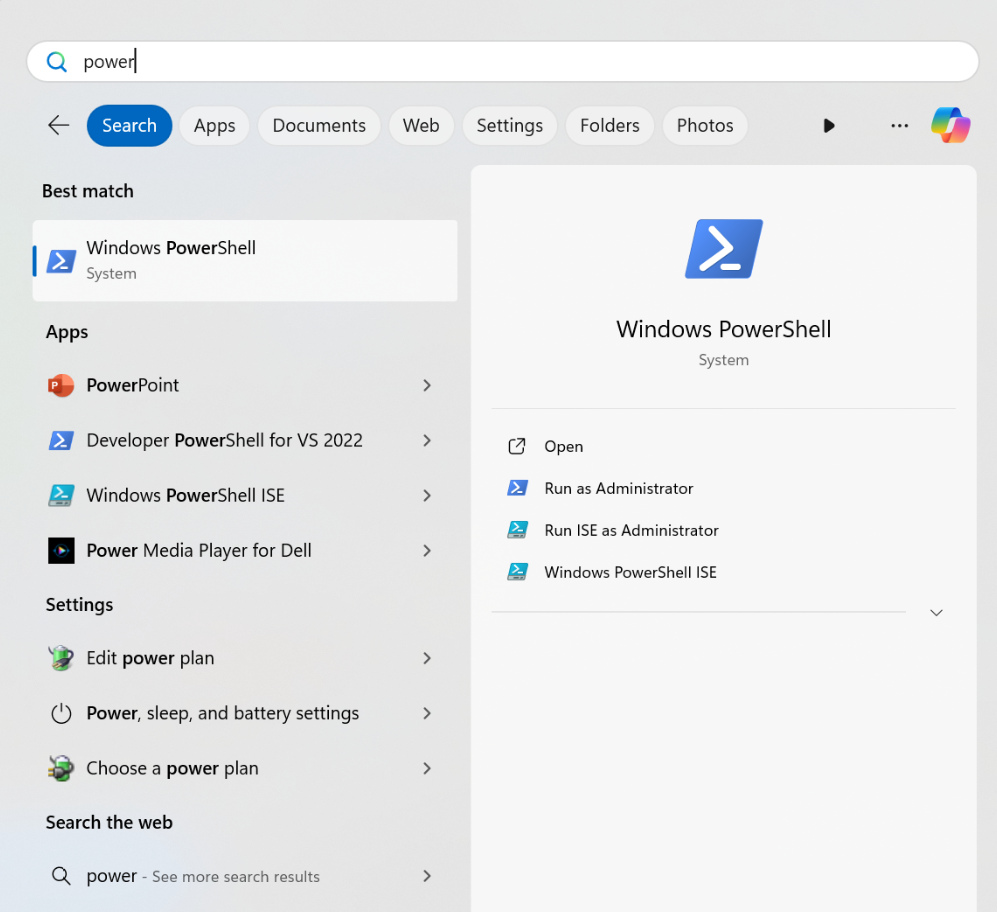 power
Search Apps Documents Web Settings Folders Photos
Best match
Windows PowerShell
System
Apps
PowerPoint
Developer PowerShell for VS 2022
Windows PowerShell ISE
Power Media Player for Dell
Settings
Edit power plan
Power, sleep, and battery settings
Choose a power plan
Search the web
power - See more search results
Windows PowerShell
System
Open
Run as Administrator
Run ISE as Administrator
Windows PowerShell ISE